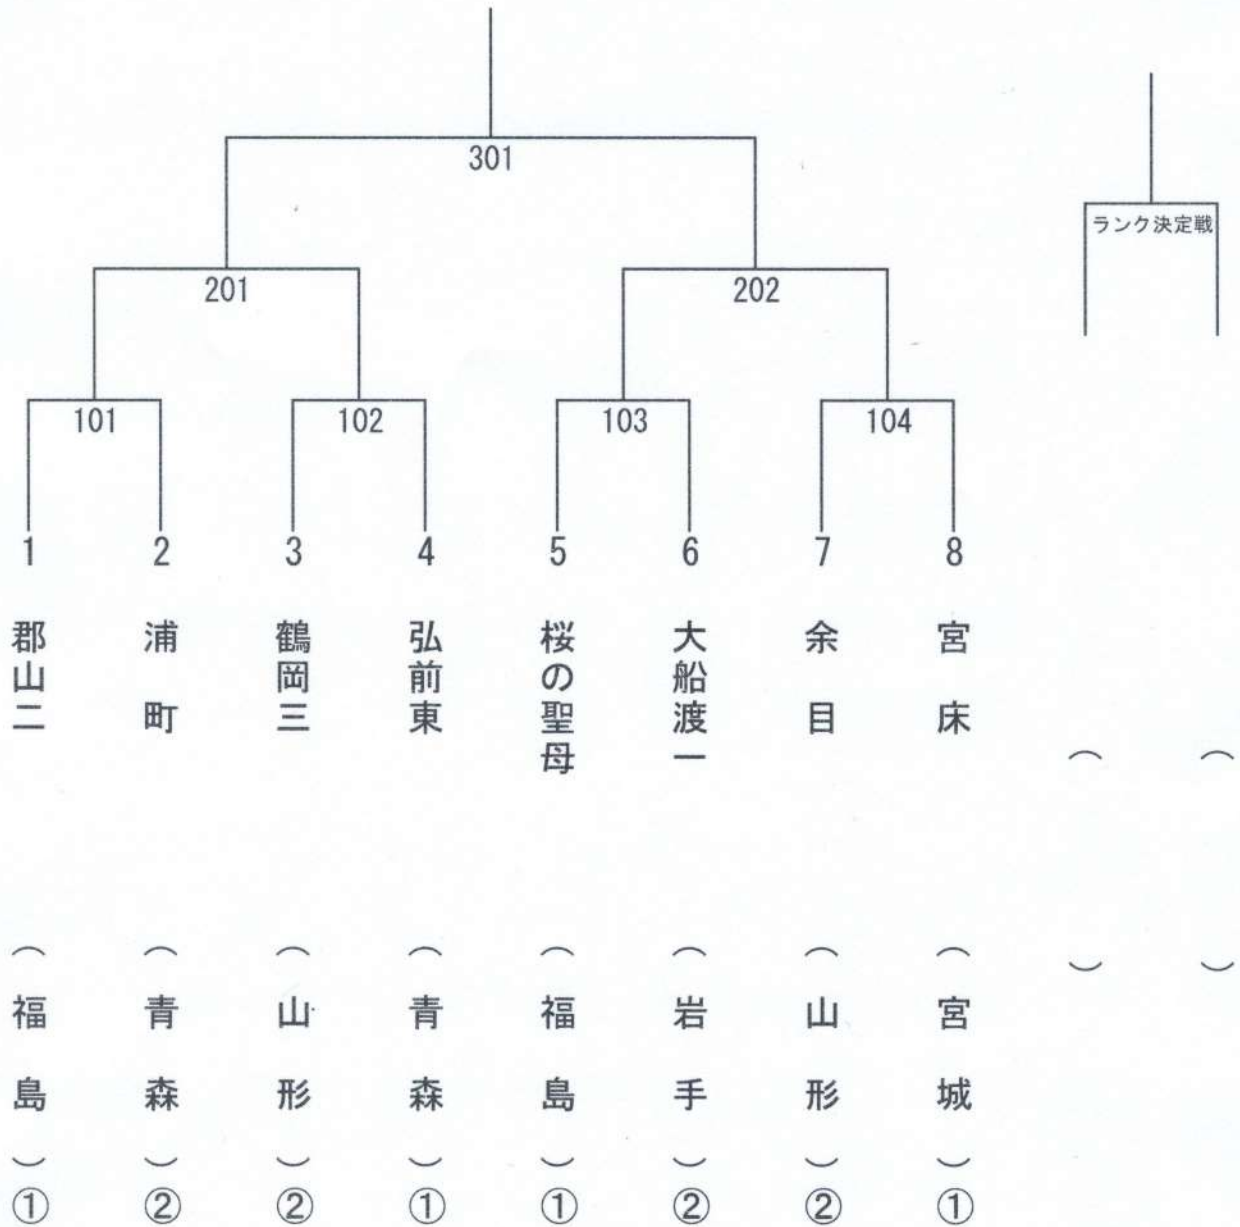 301
ランク決定戦
201
202
101
102
103
104
1
2
3
4
5
6
7
8
郡山二
浦町
鶴岡三
弘前東
桜の聖母
大船渡一
余目
宮床
（　）
（　）
（福島）①
（青森）②
（山形）②
（青森）①
（福島）①
（岩手）②
（山形）②
（宮城）①